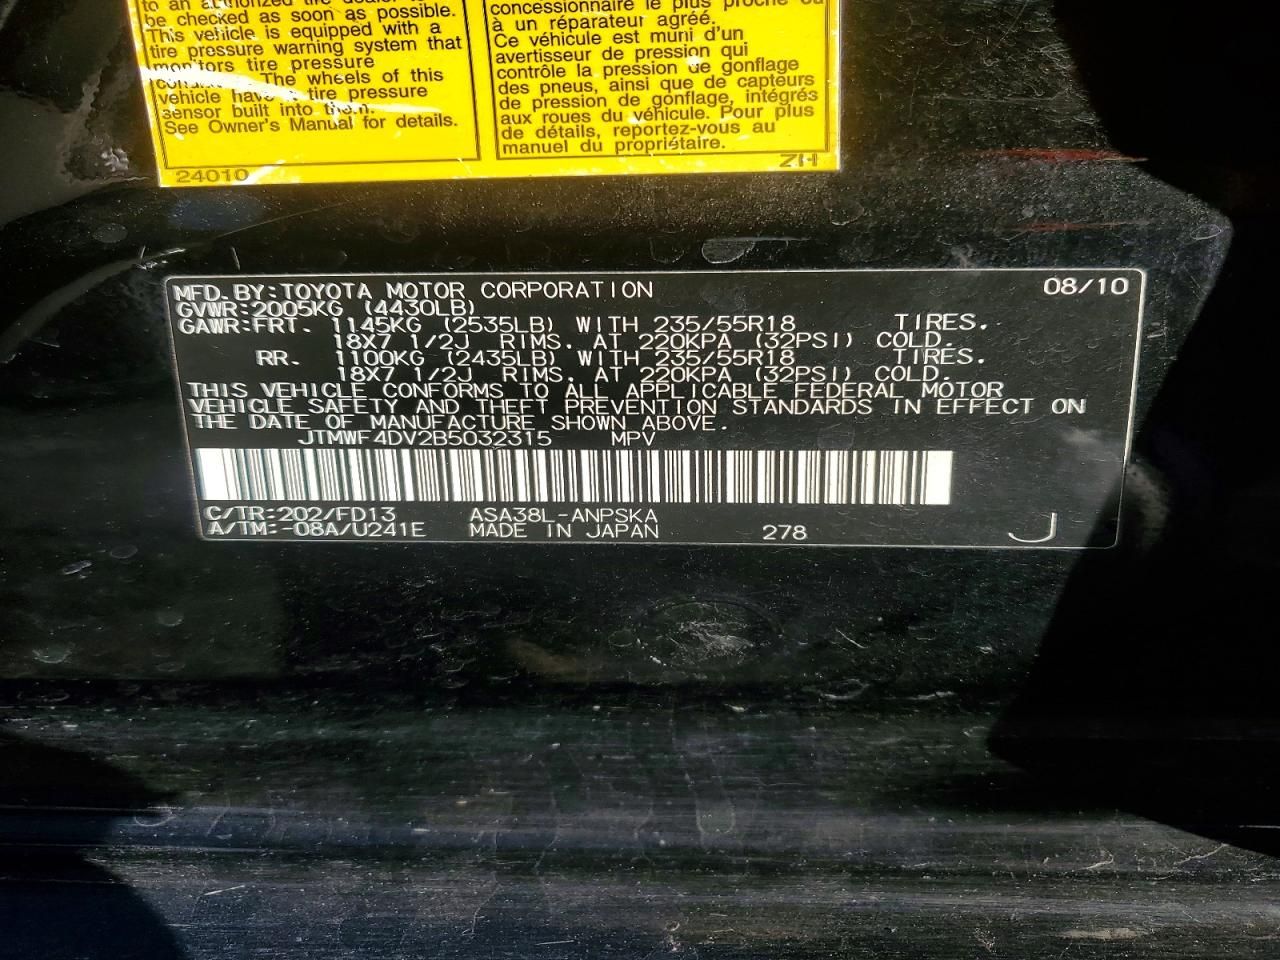 to an authorized tire dealer to
be checked as soon as possible.
This vehicle is equipped with a
tire pressure warning system that
monitors tire pressure
The wheels of this
vehicle have a tire pressure
sensor built into them.
See Owner's Manual for details.
24010
concessionnaire le plus proche ou
à un réparateur agréé.
Ce véhicule est muni d'un
avertisseur de pression qui
contrôle la pression de gonflage
des pneus, ainsi que de capteurs
de pression de gonflage, intégrés
aux roues du véhicule. Pour plus
de détails, reportez-vous au
manuel du propriétaire.
ZH
MFD. BY: TOYOTA MOTOR CORPORATION 08/10
GVWR: 2005KG (4430LB)
GAWR: FRT. 1145KG (2535LB) WITH 235/55R18 TIRES.
18X7 1/2J RIMS. AT 220KPA (32PSI) COLD.
RR. 1100KG (2435LB) WITH 235/55R18 TIRES.
18X7 1/2J RIMS. AT 220KPA (32PSI) COLD.
THIS VEHICLE CONFORMS TO ALL APPLICABLE FEDERAL MOTOR
VEHICLE SAFETY AND THEFT PREVENTION STANDARDS IN EFFECT ON
THE DATE OF MANUFACTURE SHOWN ABOVE.
JTMWF4DV2B5032315 MPV
C/TR: 202/FD13 ASA38L-ANPSKA
A/TM: -08A/U241E MADE IN JAPAN 278 J